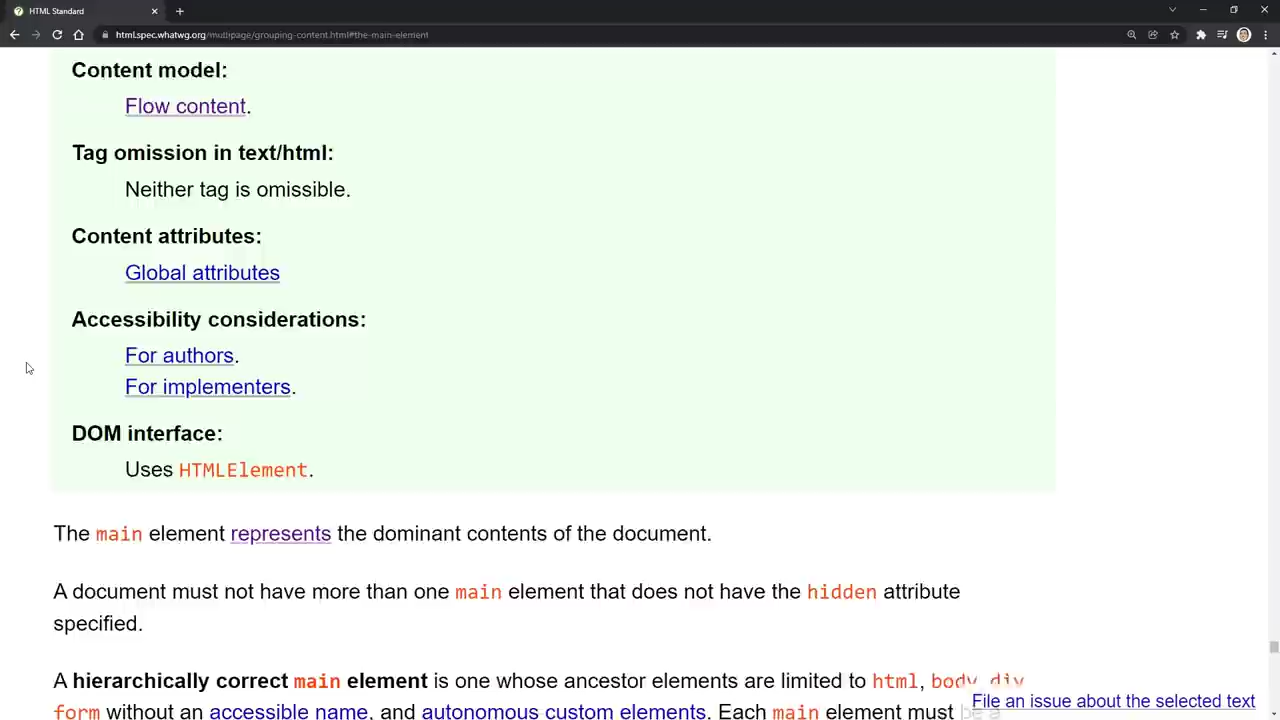 HTML Standard
html.spec.whatwg.org/multipage/grouping-content.html#the-main-element
Content model:
Flow content.
Tag omission in text/html:
Neither tag is omissible.
Content attributes:
Global attributes
Accessibility considerations:
For authors.
For implementers.
DOM interface:
Uses HTMLElement.
The main element represents the dominant contents of the document.
A document must not have more than one main element that does not have the hidden attribute
specified.
A hierarchically correct main element is one whose ancestor elements are limited to html, body, div,
form without an accessible name, and autonomous custom elements. Each main element must be a
File an issue about the selected text